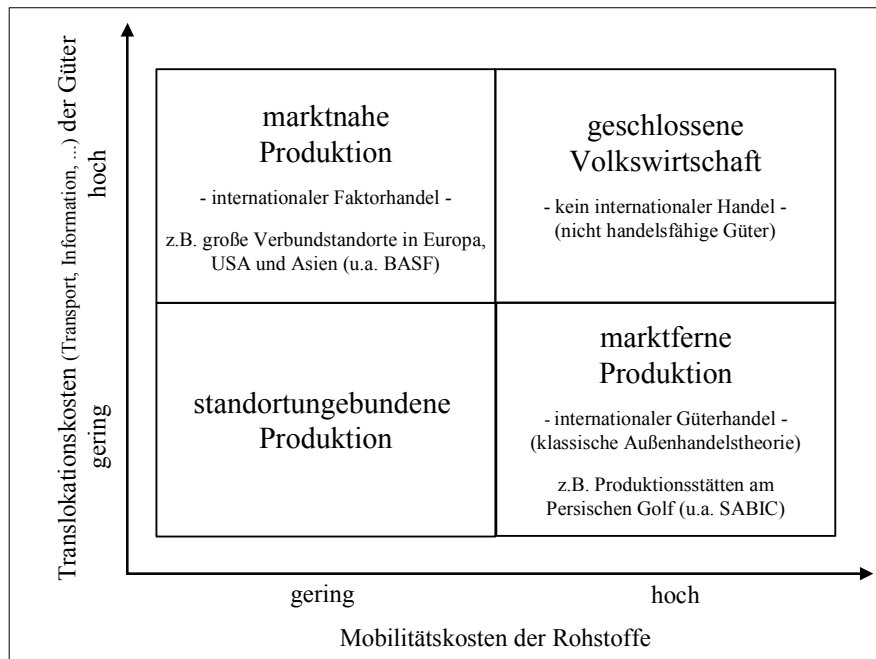 Translokationskosten (Transport, Information, ...) der Güter
hoch
gering
marktnahe
Produktion
- internationaler Faktorhandel -
z.B. große Verbundstandorte in Europa,
USA und Asien (u.a. BASF)
geschlossene
Volkswirtschaft
- kein internationaler Handel -
(nicht handelsfähige Güter)
standortungebundene
Produktion
marktferne
Produktion
- internationaler Güterhandel -
(klassische Außenhandelstheorie)
z.B. Produktionsstätten am
Persischen Golf (u.a. SABIC)
gering
hoch
Mobilitätskosten der Rohstoffe